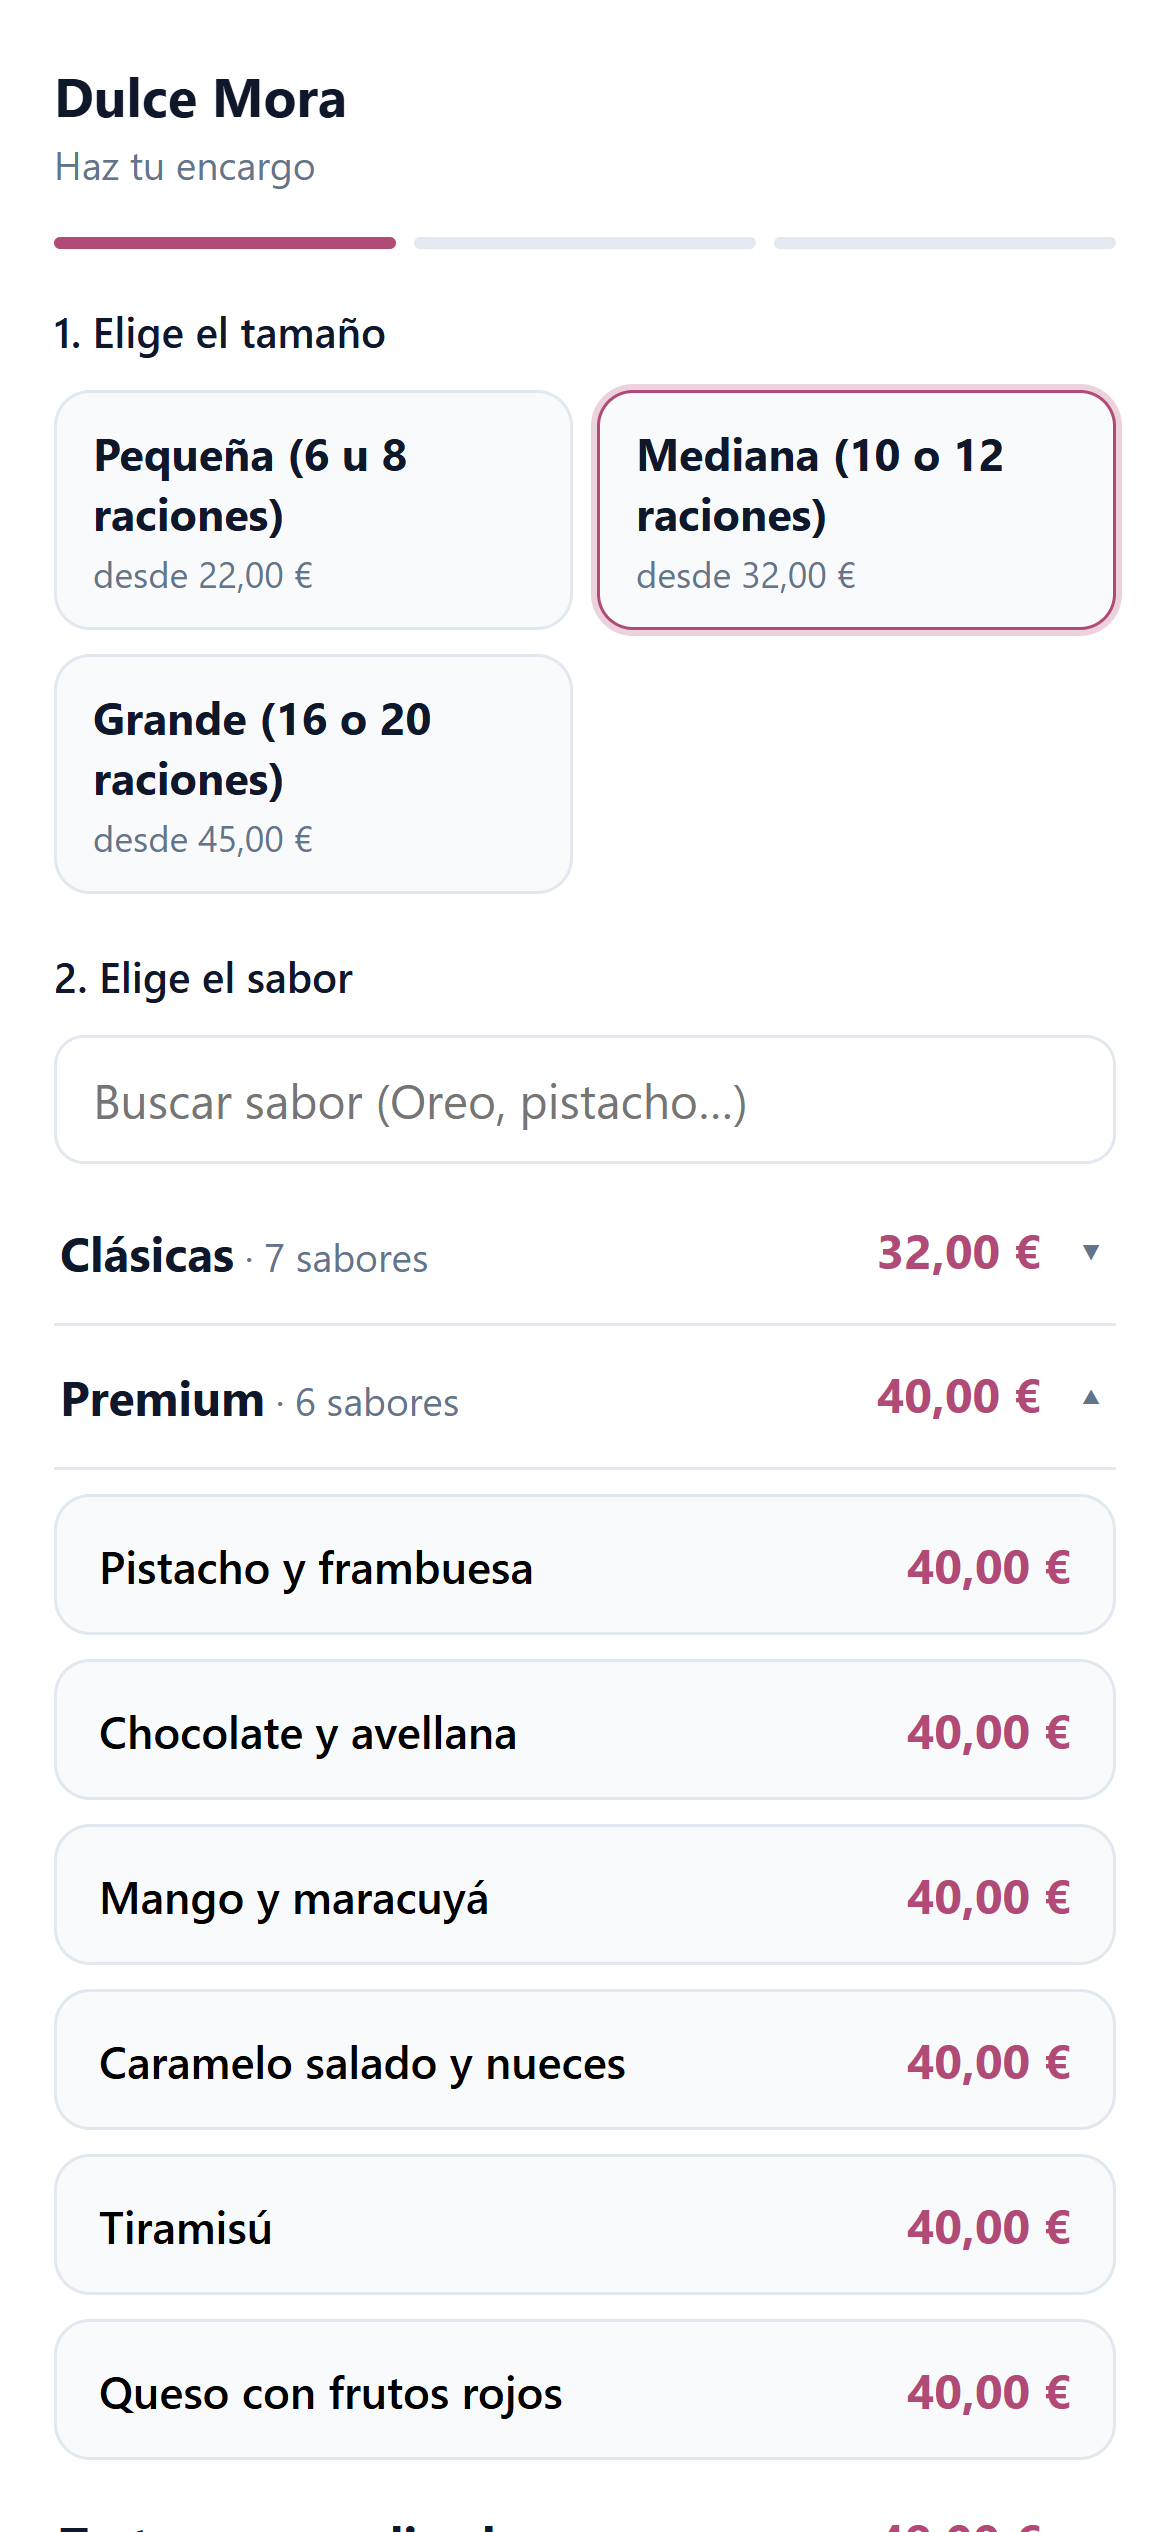 Dulce Mora
Haz tu encargo
1. Elige el tamaño
Pequeña (6 u 8
raciones)
desde 22,00 €
Mediana (10 o 12
raciones)
desde 32,00 €
Grande (16 o 20
raciones)
desde 45,00 €
2. Elige el sabor
Buscar sabor (Oreo, pistacho...)
Clásicas · 7 sabores 32,00 € ▼
Premium · 6 sabores 40,00 € ▲
Pistacho y frambuesa 40,00 €
Chocolate y avellana 40,00 €
Mango y maracuyá 40,00 €
Caramelo salado y nueces 40,00 €
Tiramisú 40,00 €
Queso con frutos rojos 40,00 €